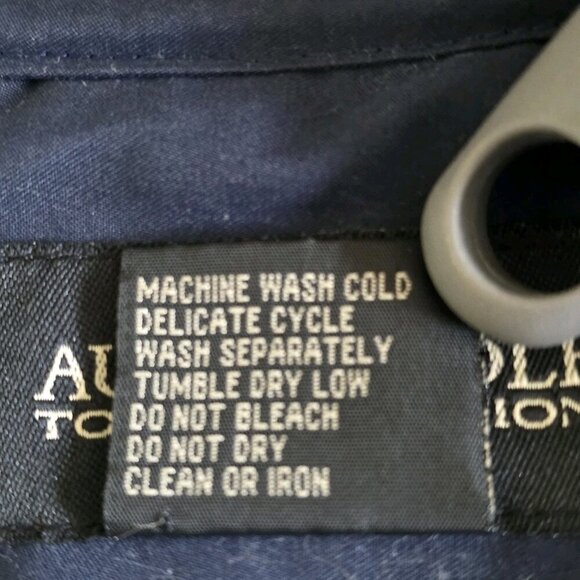 MACHINE WASH COLD
DELICATE CYCLE
WASH SEPARATELY
TUMBLE DRY LOW
DO NOT BLEACH
DO NOT DRY
CLEAN OR IRON